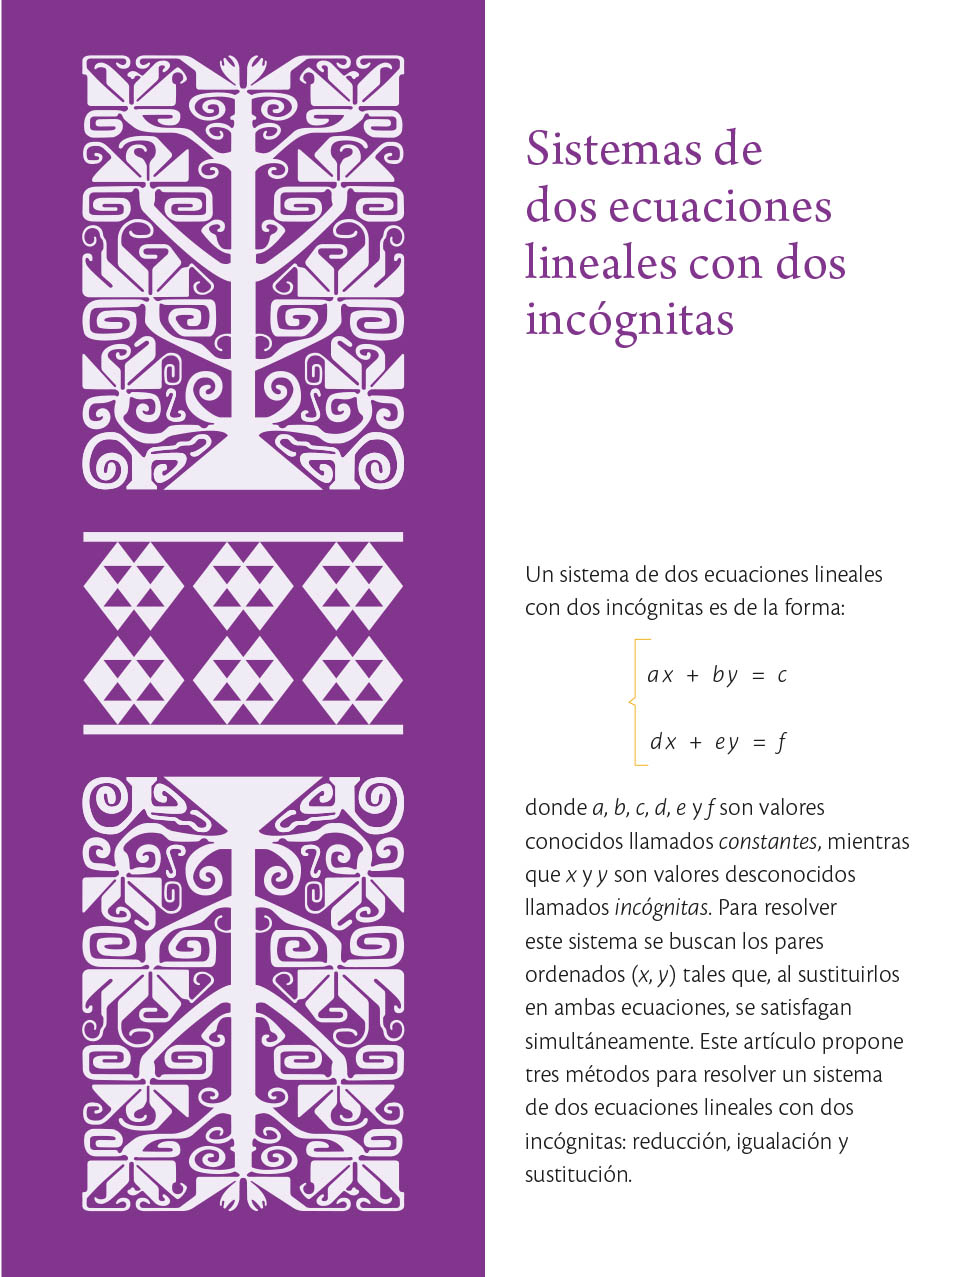 Sistemas de
dos ecuaciones
lineales con dos
incógnitas
Un sistema de dos ecuaciones lineales
con dos incógnitas es de la forma:
ax + by = c
dx + ey = f
donde a, b, c, d, e y f son valores
conocidos llamados constantes, mientras
que x y y son valores desconocidos
llamados incógnitas. Para resolver
este sistema se buscan los pares
ordenados (x, y) tales que, al sustituirlos
en ambas ecuaciones, se satisfagan
simultáneamente. Este artículo propone
tres métodos para resolver un sistema
de dos ecuaciones lineales con dos
incógnitas: reducción, igualación y
sustitución.